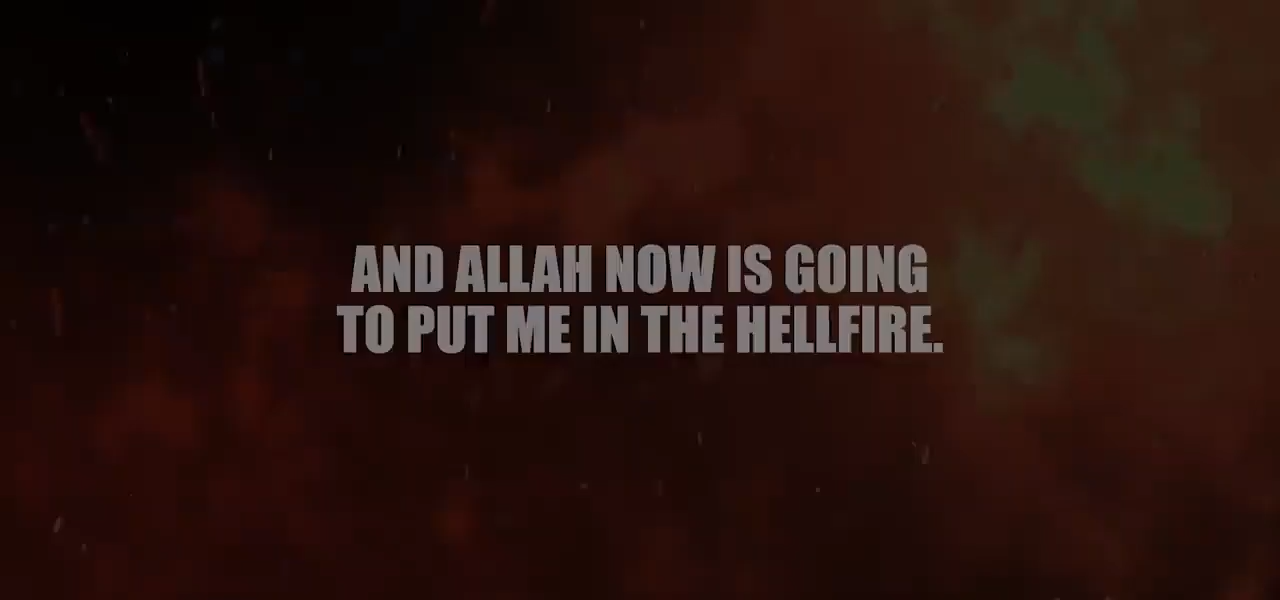 AND ALLAH NOW IS GOING
TO PUT ME IN THE HELLFIRE.